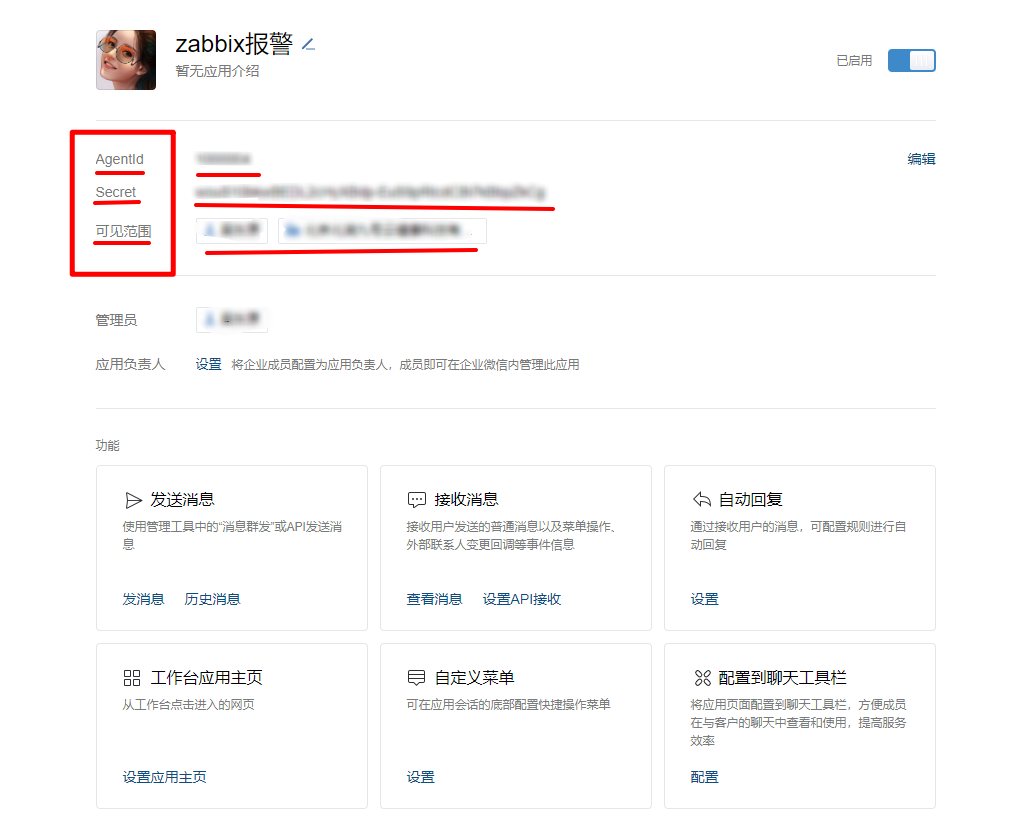 zabbix报警
暂无应用介绍
已启用
AgentId
编辑
Secret
可见范围
管理员
应用负责人 设置 将企业成员配置为应用负责人，成员即可在企业微信内管理此应用
功能
发送消息
使用管理工具中的“消息群发”或API发送消
息
发消息 历史消息
接收消息
接收用户发送的普通消息以及菜单操作、
外部联系人变更回调等事件信息
查看消息 设置API接收
自动回复
通过接收用户的消息，可配置规则进行自
动回复
设置
工作台应用主页
从工作台点击进入的网页
设置应用主页
自定义菜单
可在应用会话的底部配置快捷操作菜单
设置
配置到聊天工具栏
将应用页面配置到聊天工具栏，方便成员
在与客户的聊天中查看和使用，提高服务
效率
配置